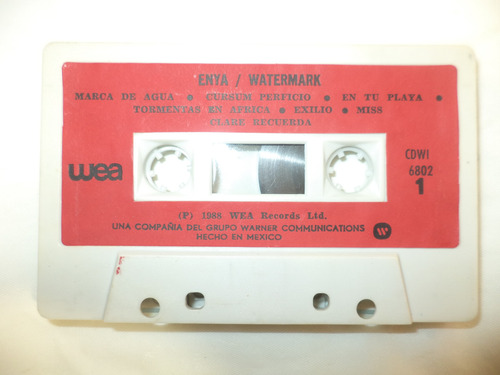 ENYA / WATERMARK
MARCA DE AGUA • CURSUM PERFICIO • EN TU PLAYA •
TORMENTAS EN AFRICA • EXILIO • MISS
CLARE RECUERDA
wea
CDWI
6802
1
(P) 1988 WEA Records Ltd.
UNA COMPAÑIA DEL GRUPO WARNER COMMUNICATIONS
HECHO EN MEXICO